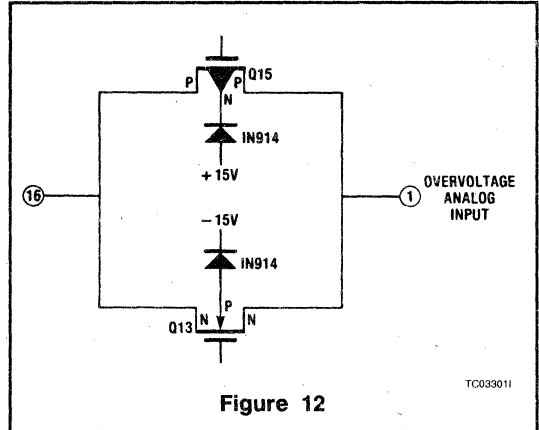 Q15
P P
N
IN914
+ 15V
16
1 OVERVOLTAGE
ANALOG
INPUT
− 15V
IN914
P
N N
Q13
TC03301I
Figure 12